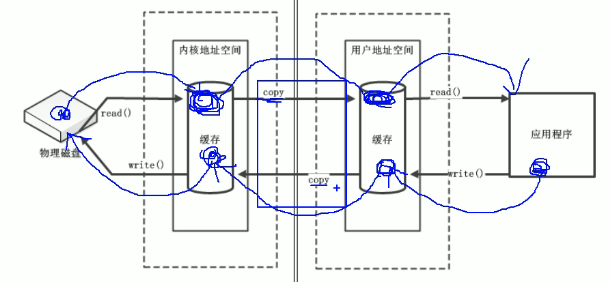 内核地址空间
用户地址空间
read()
copy
read()
物理磁盘
缓存
缓存
应用程序
write()
copy
write()